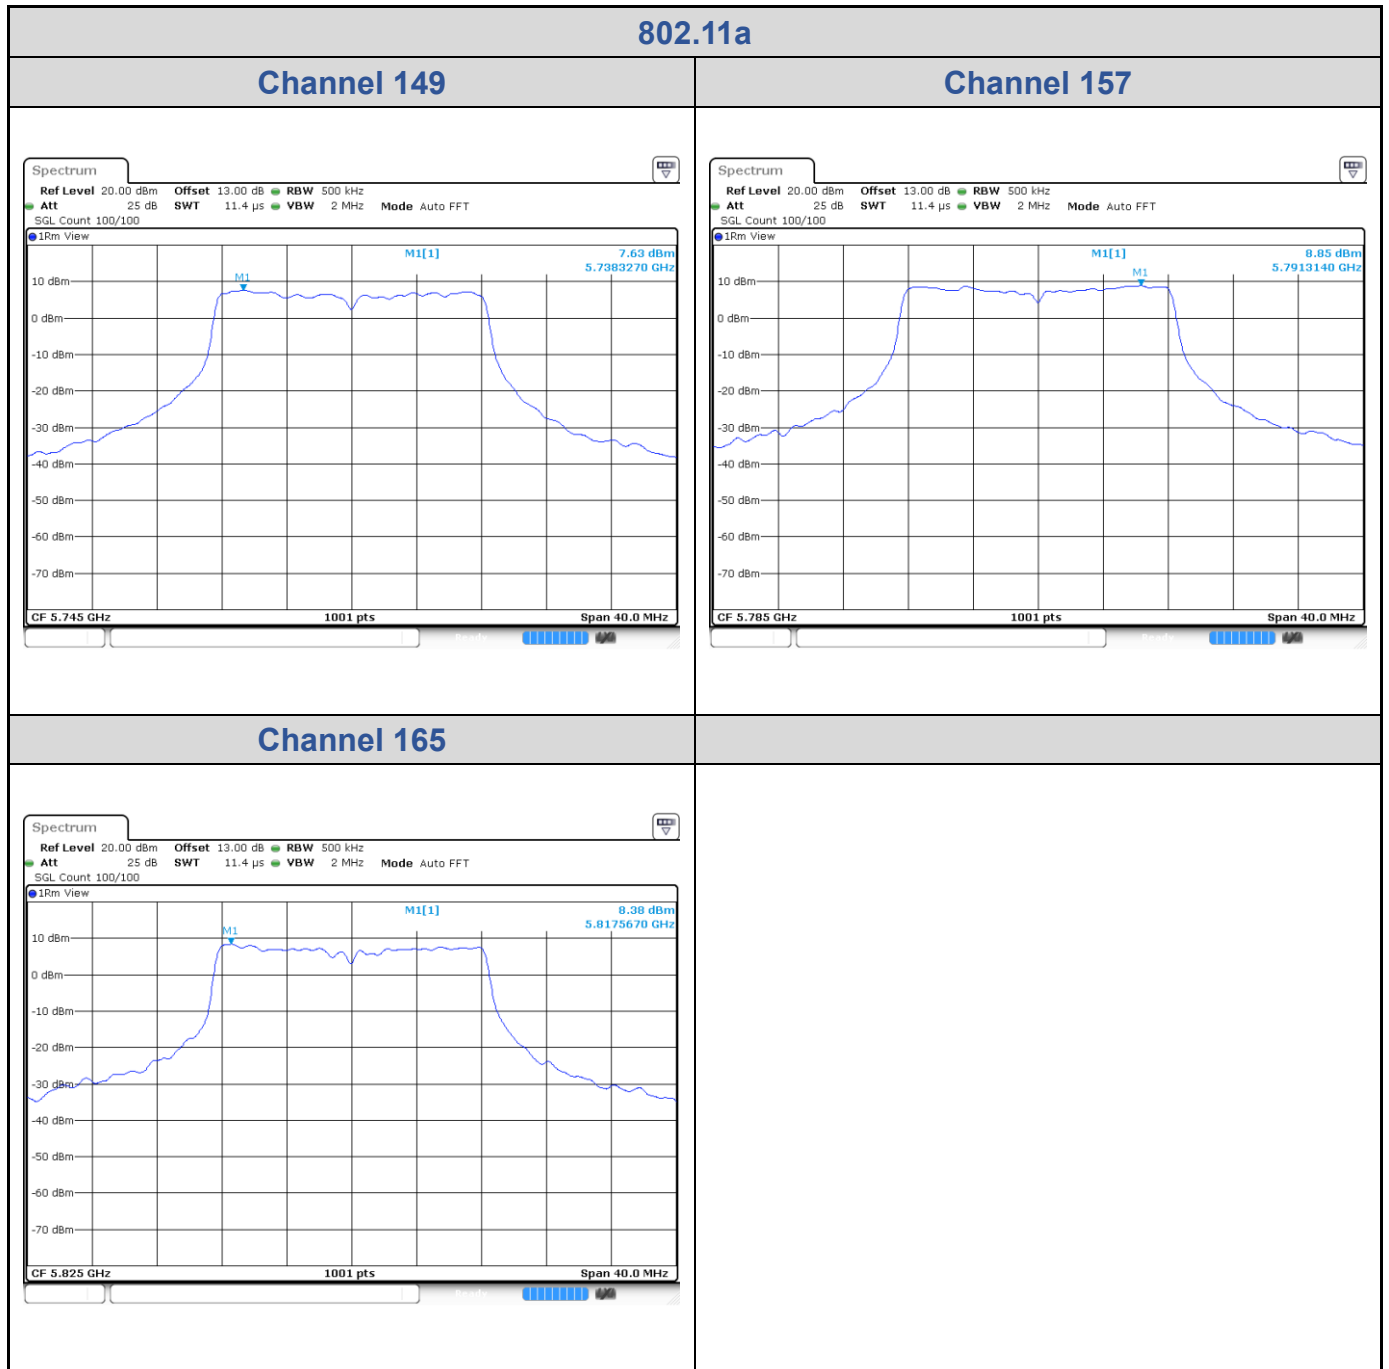 802.11a
Channel 149
Channel 157
Spectrum
Ref Level 20.00 dBm Offset 13.00 dB RBW 500 kHz
Att 25 dB SWT 11.4 µs VBW 2 MHz Mode Auto FFT
SGL Count 100/100
1Rm View
M1[1] 7.63 dBm
5.7383270 GHz
M1
10 dBm
0 dBm
-10 dBm
-20 dBm
-30 dBm
-40 dBm
-50 dBm
-60 dBm
-70 dBm
CF 5.745 GHz 1001 pts Span 40.0 MHz
Spectrum
Ref Level 20.00 dBm Offset 13.00 dB RBW 500 kHz
Att 25 dB SWT 11.4 µs VBW 2 MHz Mode Auto FFT
SGL Count 100/100
1Rm View
M1[1] 8.85 dBm
5.7913140 GHz
M1
10 dBm
0 dBm
-10 dBm
-20 dBm
-30 dBm
-40 dBm
-50 dBm
-60 dBm
-70 dBm
CF 5.785 GHz 1001 pts Span 40.0 MHz
Channel 165
Spectrum
Ref Level 20.00 dBm Offset 13.00 dB RBW 500 kHz
Att 25 dB SWT 11.4 µs VBW 2 MHz Mode Auto FFT
SGL Count 100/100
1Rm View
M1[1] 8.38 dBm
5.8175670 GHz
M1
10 dBm
0 dBm
-10 dBm
-20 dBm
-30 dBm
-40 dBm
-50 dBm
-60 dBm
-70 dBm
CF 5.825 GHz 1001 pts Span 40.0 MHz